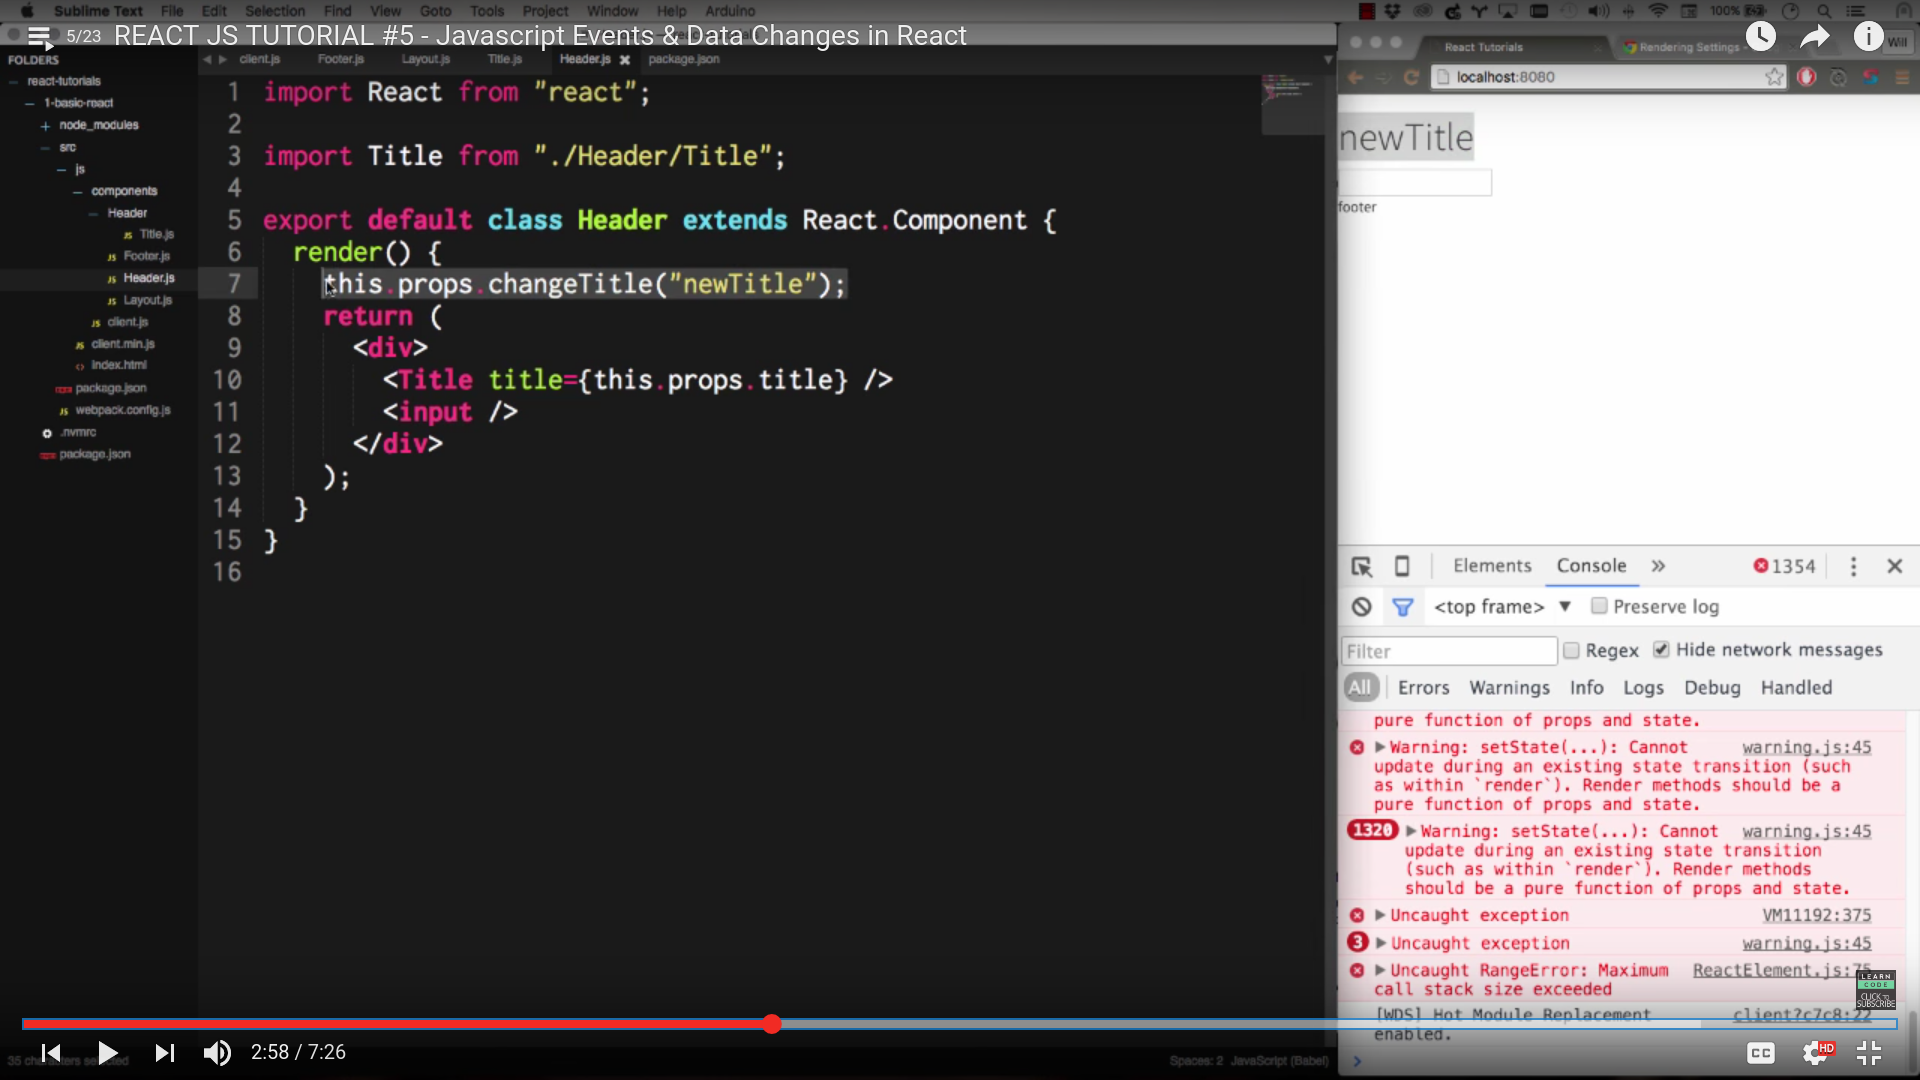 Sublime Text File Edit Selection Find View Goto Tools Project Window Help Arduino
100%
5/23 REACT JS TUTORIAL #5 - Javascript Events & Data Changes in React
Will
FOLDERS
react-tutorials
1-basic-react
node_modules
src
js
components
Header
Title.js
Footer.js
Header.js
Layout.js
client.js
client.min.js
index.html
package.json
webpack.config.js
.nvmrc
package.json
client.js Footer.js Layout.js Title.js Header.js package.json
1 import React from "react";
2
3 import Title from "./Header/Title";
4
5 export default class Header extends React.Component {
6 render() {
7 this.props.changeTitle("newTitle");
8 return (
9 <div>
10 <Title title={this.props.title} />
11 <input />
12 </div>
13 );
14 }
15 }
16
React Tutorials Rendering Settings -
localhost:8080
newTitle
footer
Elements Console 1354
<top frame> Preserve log
Filter Regex Hide network messages
All Errors Warnings Info Logs Debug Handled
pure function of props and state.
Warning: setState(...): Cannot warning.js:45
update during an existing state transition (such
as within `render`). Render methods should be a
pure function of props and state.
1320 Warning: setState(...): Cannot warning.js:45
update during an existing state transition
(such as within `render`). Render methods
should be a pure function of props and state.
Uncaught exception VM11192:375
3 Uncaught exception warning.js:45
Uncaught RangeError: Maximum ReactElement.js:75
call stack size exceeded
[WDS] Hot Module Replacement client?c7c8:22
enabled.
LEARN
CODE
CLICK TO
SUBSCRIBE
2:58 / 7:26
CC HD
35 characters selected Spaces: 2 JavaScript (Babel)